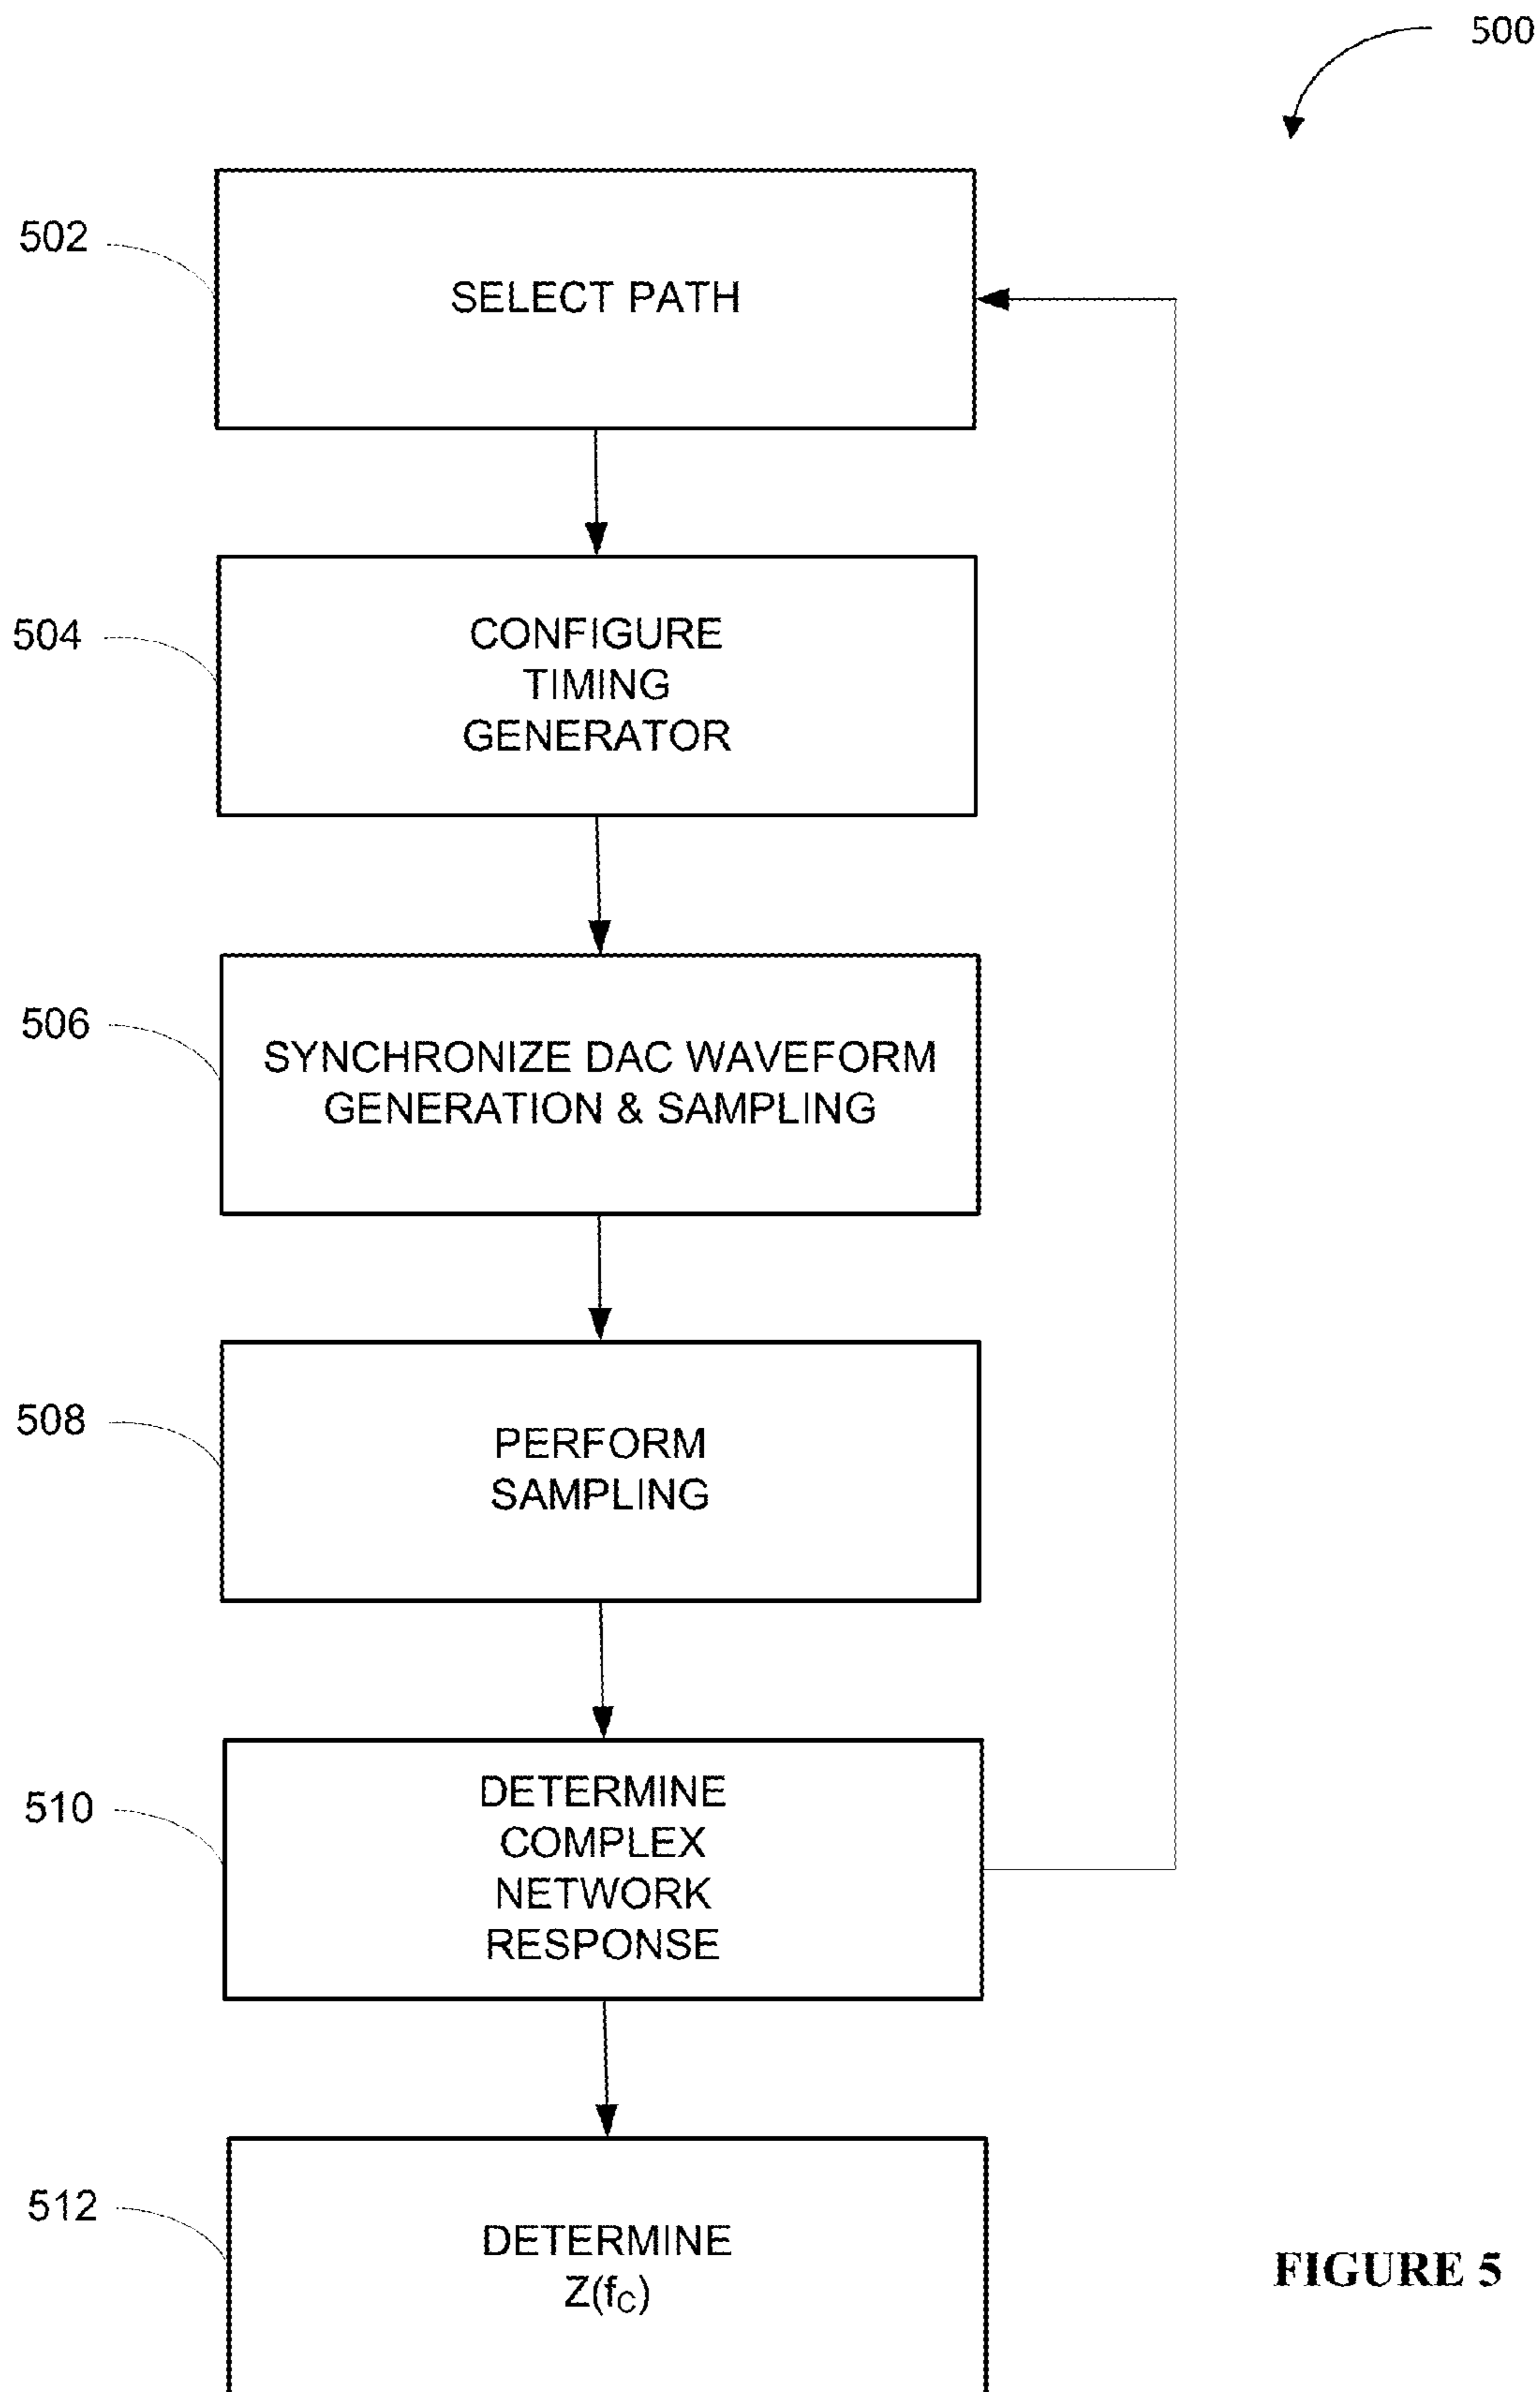 500
502
SELECT PATH
504
CONFIGURE
TIMING
GENERATOR
506
SYNCHRONIZE DAC WAVEFORM
GENERATION & SAMPLING
508
PERFORM
SAMPLING
510
DETERMINE
COMPLEX
NETWORK
RESPONSE
512
DETERMINE
Z(fC)
FIGURE 5